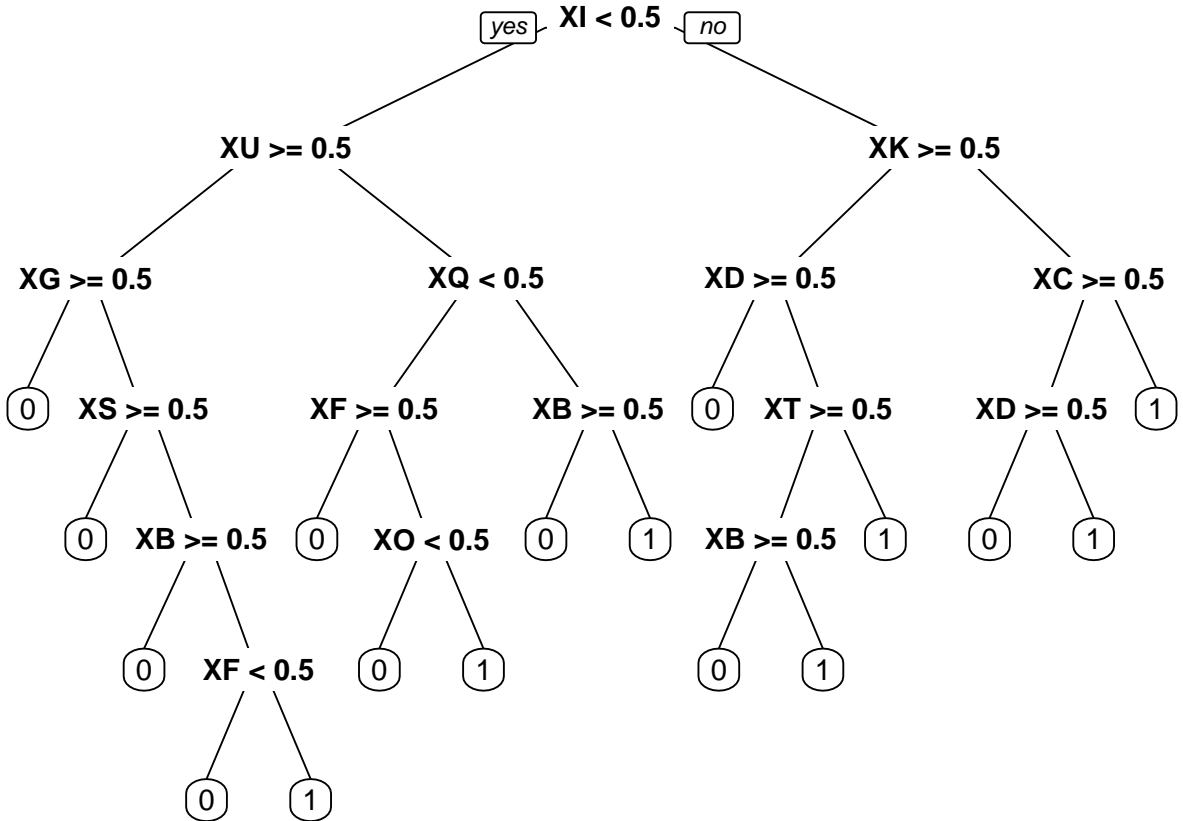 yes XI < 0.5 no
XU >= 0.5 XK >= 0.5
XG >= 0.5 XQ < 0.5 XD >= 0.5 XC >= 0.5
0 XS >= 0.5 XF >= 0.5 XB >= 0.5 0 XT >= 0.5 XD >= 0.5 1
0 XB >= 0.5 0 XO < 0.5 0 1 XB >= 0.5 1 0 1
0 XF < 0.5 0 1 0 1
0 1